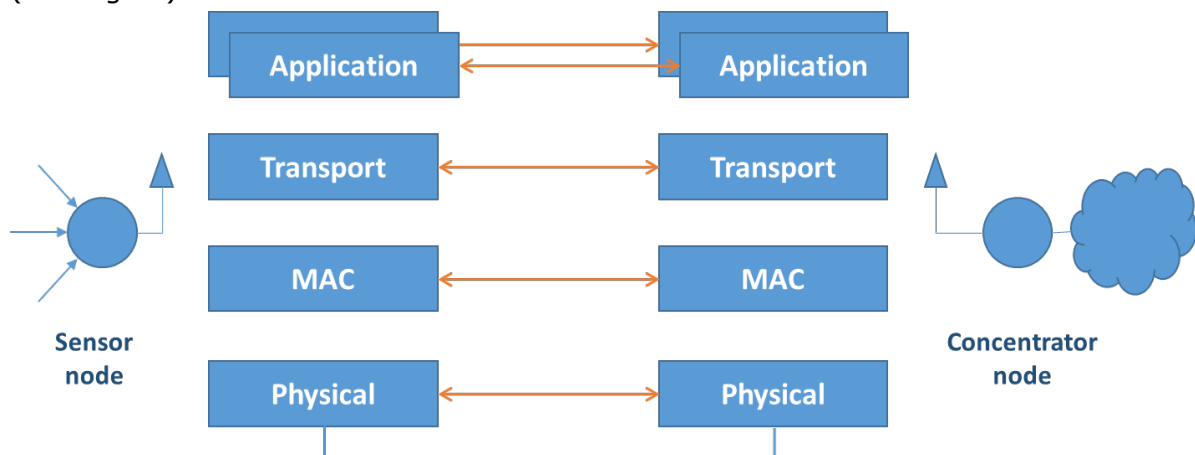 Application
Application
Transport
Transport
MAC
MAC
Sensor
node
Concentrator
node
Physical
Physical